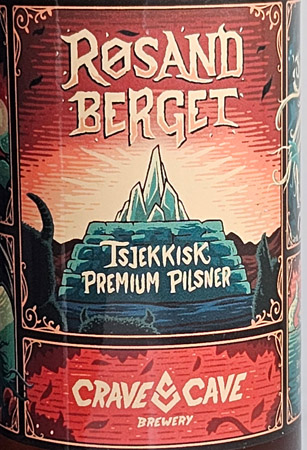 RØSAND
BERGET
TSJEKKISK
PREMIUM PILSNER
CRAVE CAVE
BREWERY